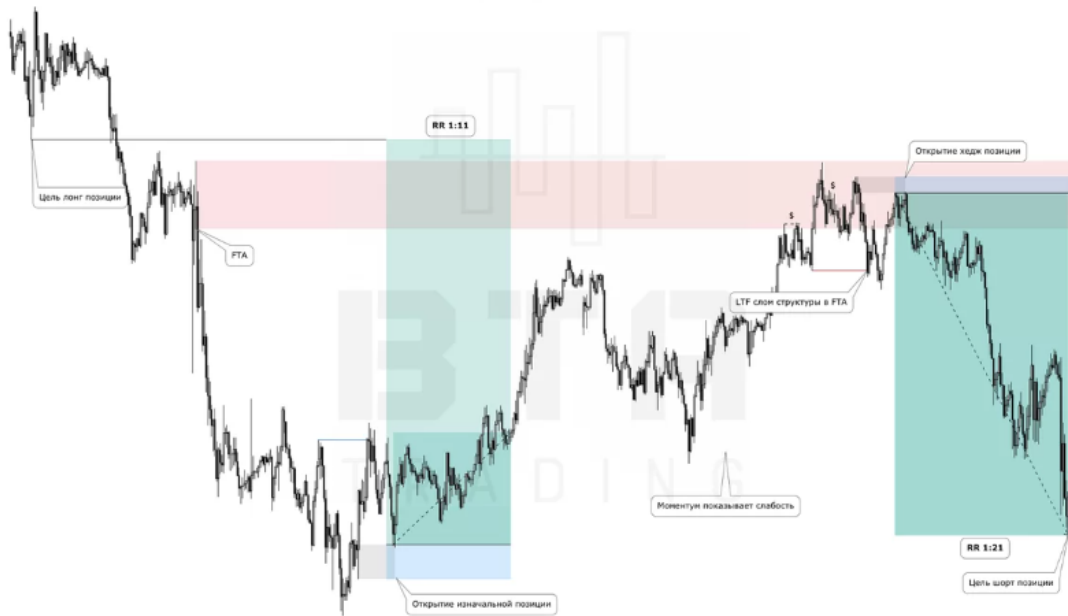 RR 1:11
Открытие хедж позиции
Цель лонг позиции
S
S
FTA
LTF слом структуры в FTA
BTA
TRADING
Моментум показывает слабость
RR 1:21
Цель шорт позиции
Открытие изначальной позиции